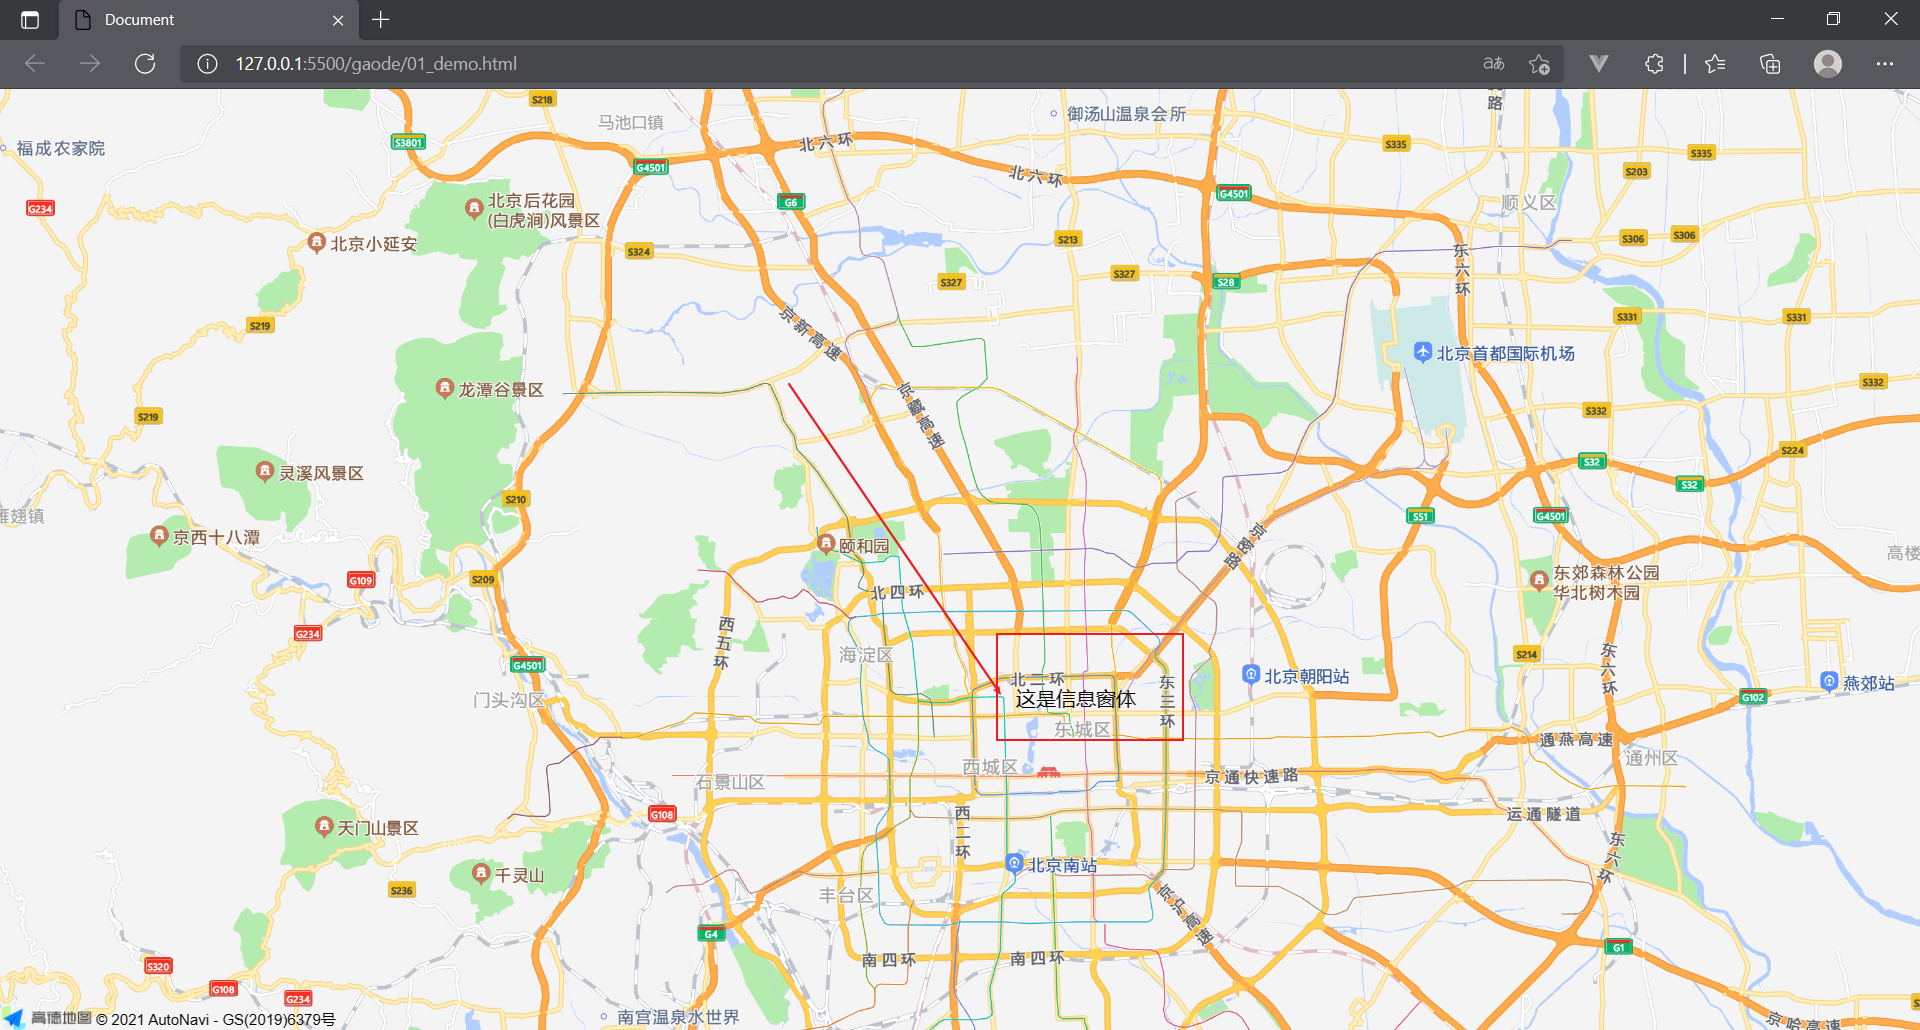 Document
127.0.0.1:5500/gaode/01_demo.html
aあ
S218
马池口镇
御汤山温泉会所
路
S3801
北六环
S335
福成农家院
G4501
北六环
S335
S203
G234
北京后花园
(白虎涧)风景区
G6
G4501
顺义区
北京小延安
S324
S213
东六环
S306
S306
S327
S327
S28
S219
京新高速
S331
S331
北京首都国际机场
龙潭谷景区
京藏高速
S332
S332
S219
灵溪风景区
S224
S32
S32
S210
雁翅镇
S51
G4501
京西十八潭
颐和园
京密路
高楼
G109
S209
北四环
东郊森林公园
华北树木园
G234
西五环
海淀区
S214
东六环
G4501
北二环
北京朝阳站
燕郊站
门头沟区
这是信息窗体
东三环
G102
东城区
通燕高速
通州区
西城区
石景山区
京通快速路
G108
西二环
运通隧道
天门山景区
东六环
北京南站
千灵山
S236
丰台区
京沪高速
G4
G1
南四环
南四环
S320
G108
G234
高德地图 © 2021 AutoNavi - GS(2019)6379号
南宫温泉水世界
京哈高速